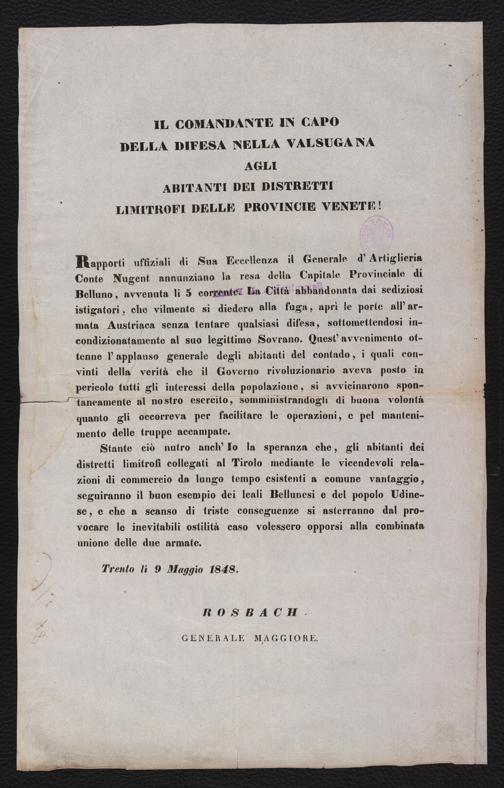 IL COMANDANTE IN CAPO
DELLA DIFESA NELLA VALSUGANA
AGLI
ABITANTI DEI DISTRETTI
LIMITROFI DELLE PROVINCIE VENETE!
Rapporti uffiziali di Sua Eccellenza il Generale d'Artiglieria
Conte Nugent annunziano la resa della Capitale Provinciale di
Belluno, avvenuta li 5 corrente. La Città abbandonata dai sediziosi
istigatori, che vilmente si diedero alla fuga, aprì le porte all'ar-
mata Austriaca senza tentare qualsiasi difesa, sottomettendosi in-
condizionatamente al suo legittimo Sovrano. Quest'avvenimento ot-
tenne l'applauso generale degli abitanti del contado, i quali con-
vinti della verità che il Governo rivoluzionario aveva posto in
pericolo tutti gli interessi della popolazione, si avvicinarono spon-
taneamente al nostro esercito, somministrandogli di buona volontà
quanto gli occorreva per facilitare le operazioni, e pel manteni-
mento delle truppe accampate.
Stante ciò nutro anch'Io la speranza che, gli abitanti dei
distretti limitrofi collegati al Tirolo mediante le vicendevoli rela-
zioni di commercio da lungo tempo esistenti a comune vantaggio,
seguiranno il buon esempio dei leali Bellunesi e del popolo Udine-
se, e che a scanso di triste conseguenze si asterranno dal pro-
vocare le inevitabili ostilità caso volessero opporsi alla combinata
unione delle due armate.
Trento li 9 Maggio 1848.
ROSBACH.
GENERALE MAGGIORE.